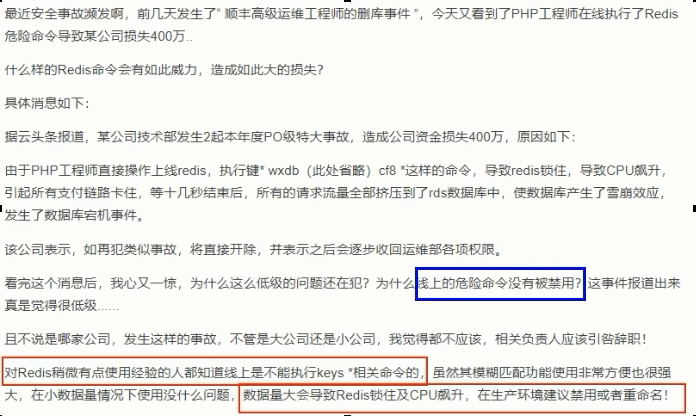 最近安全事故濒发啊，前几天发生了“ 顺丰高级运维工程师的删库事件 ”，今天又看到了PHP工程师在线执行了Redis
危险命令导致某公司损失400万..
什么样的Redis命令会有如此威力，造成如此大的损失？
具体消息如下：
据云头条报道，某公司技术部发生2起本年度PO级特大事故，造成公司资金损失400万，原因如下：
由于PHP工程师直接操作上线redis，执行键* wxdb（此处省略）cf8 *这样的命令，导致redis锁住，导致CPU飙升，
引起所有支付链路卡住，等十几秒结束后，所有的请求流量全部挤压到了rds数据库中，使数据库产生了雪崩效应，
发生了数据库宕机事件。
该公司表示，如再犯类似事故，将直接开除，并表示之后会逐步收回运维部各项权限。
看完这个消息后，我心又一惊，为什么这么低级的问题还在犯？为什么线上的危险命令没有被禁用？这事件报道出来
真是觉得很低级......
且不说是哪家公司，发生这样的事故，不管是大公司还是小公司，我觉得都不应该，相关负责人应该引咎辞职！
对Redis稍微有点使用经验的人都知道线上是不能执行keys *相关命令的，虽然其模糊匹配功能使用非常方便也很强
大，在小数据量情况下使用没什么问题，数据量大会导致Redis锁住及CPU飙升，在生产环境建议禁用或者重命名！